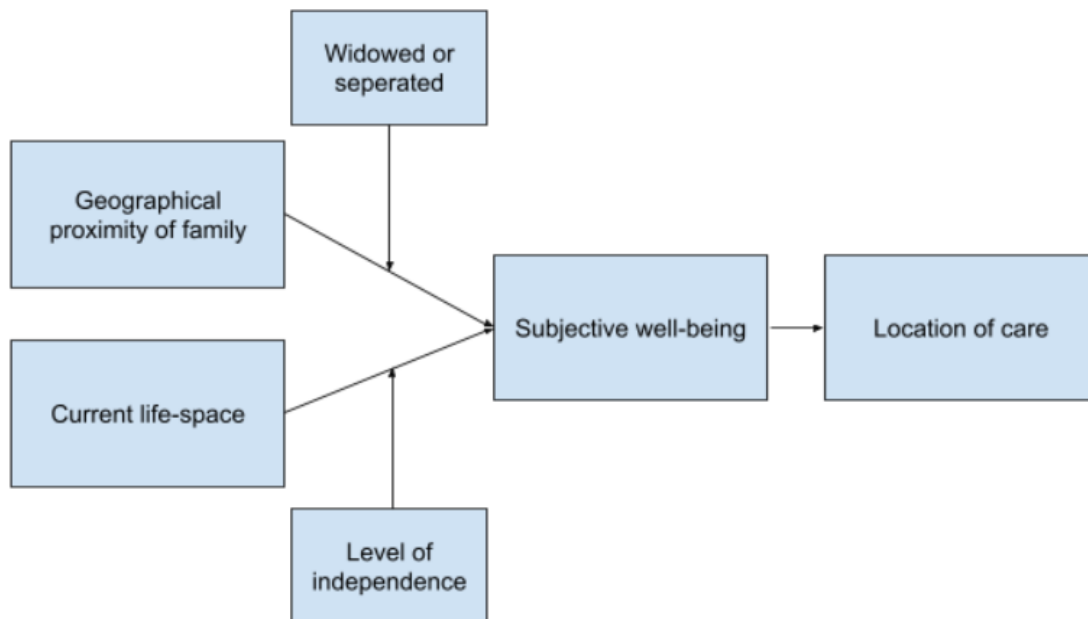 Widowed or
seperated
Geographical
proximity of family
Subjective well-being
Location of care
Current life-space
Level of
independence